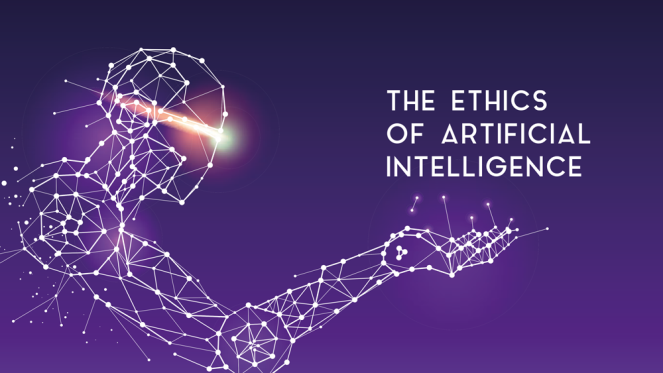 THE ETHICS
OF ARTIFICIAL
INTELLIGENCE